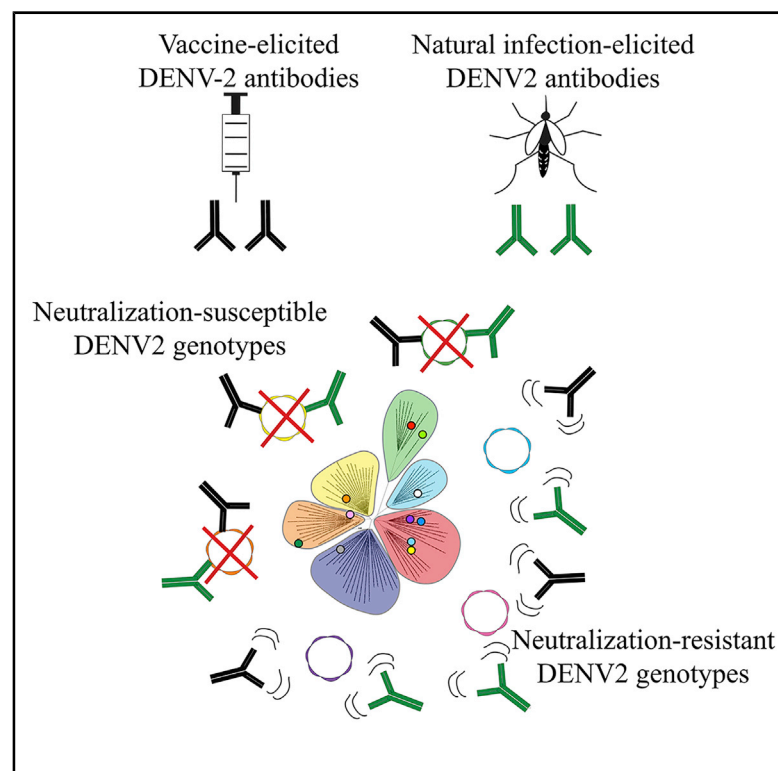 Vaccine-elicited
DENV-2 antibodies
Natural infection-elicited
DENV2 antibodies
Neutralization-susceptible
DENV2 genotypes
Neutralization-resistant
DENV2 genotypes